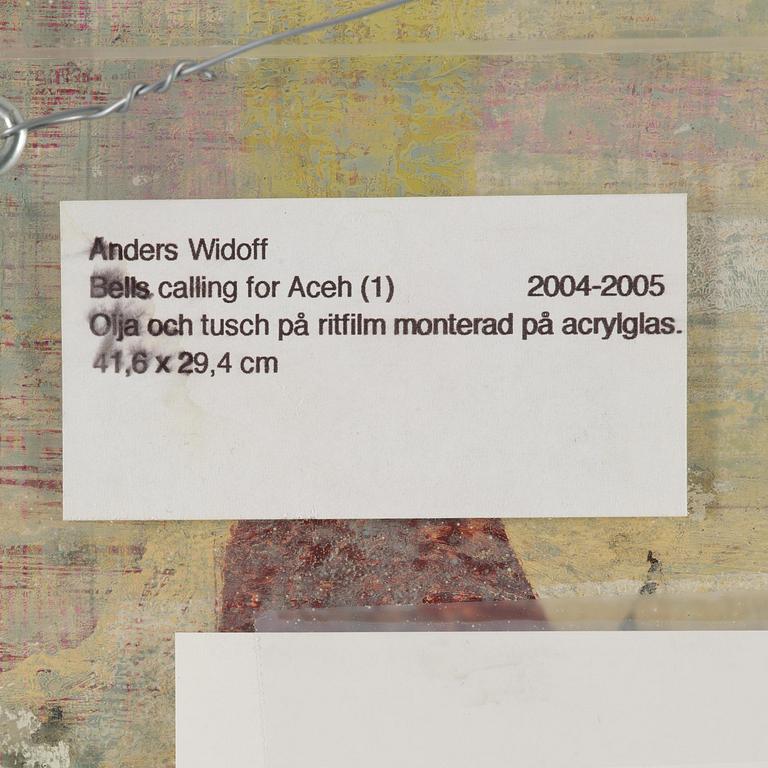 Anders Widoff
Bells calling for Aceh (1) 2004-2005
Olja och tusch på ritfilm monterad på acrylglas.
41,6 x 29,4 cm